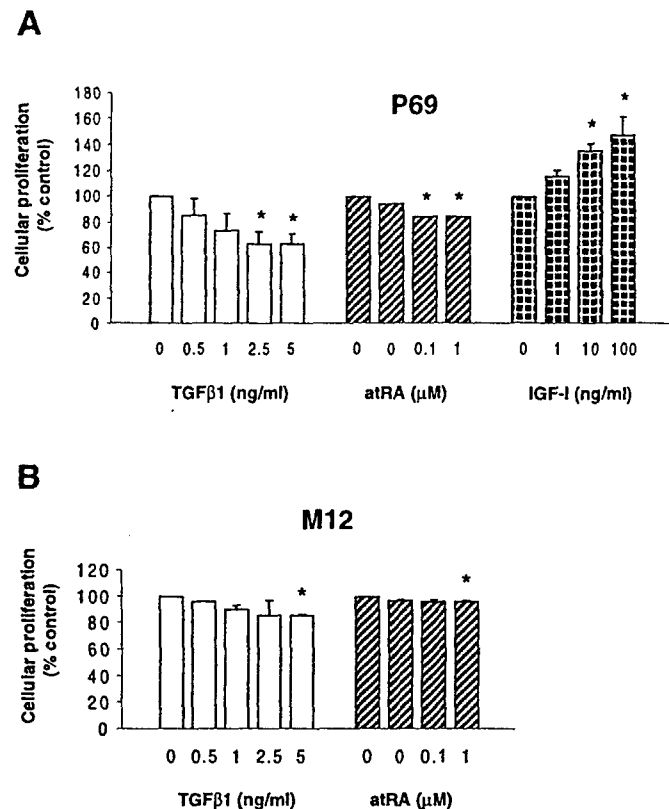 A
P69
Cellular proliferation
(% control)
180
160
140
120
100
80
60
40
20
0
* * * * * *
0 0.5 1 2.5 5 0 0 0.1 1 0 1 10 100
TGFβ1 (ng/ml) atRA (μM) IGF-I (ng/ml)
B
M12
Cellular proliferation
(% control)
120
100
80
60
40
20
0
* *
0 0.5 1 2.5 5 0 0 0.1 1
TGFβ1 (ng/ml) atRA (μM)